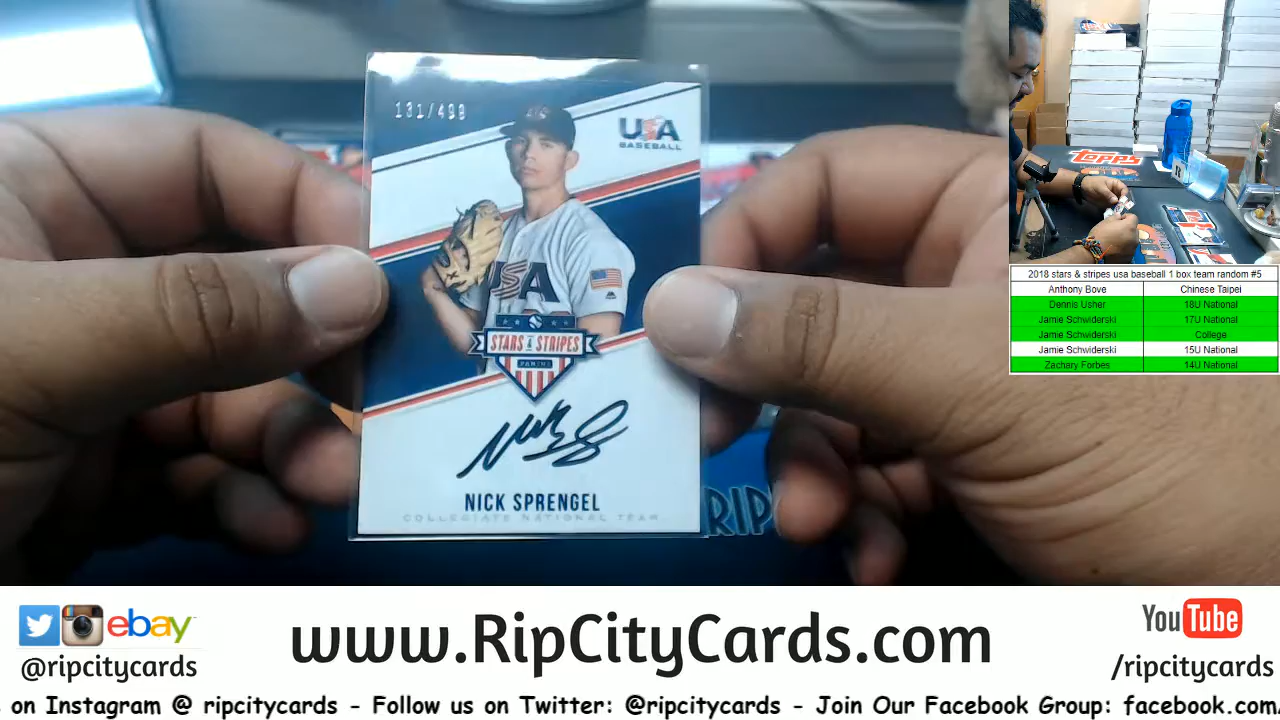 131/499
USA
BASEBALL
USA
STARS & STRIPES
PANINI
NICK SPRENGEL
COLLEGIATE NATIONAL TEAM
RIP
topps
2018 stars & stripes usa baseball 1 box team random #5
Anthony Bove Chinese Taipei
Dennis Usher 18U National
Jamie Schwiderski 17U National
Jamie Schwiderski College
Jamie Schwiderski 15U National
Zachary Forbes 14U National
ebay
@ripcitycards
www.RipCityCards.com
YouTube
/ripcitycards
on Instagram @ ripcitycards - Follow us on Twitter: @ripcitycards - Join Our Facebook Group: facebook.com